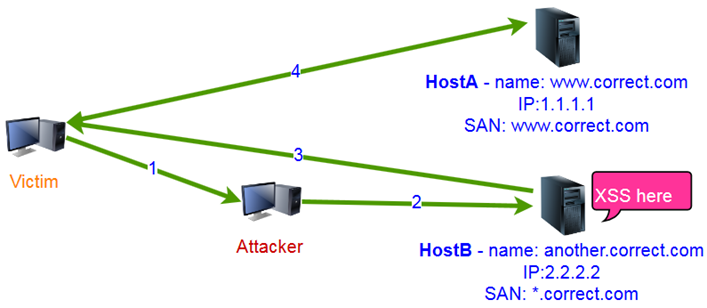 4
HostA - name: www.correct.com
IP:1.1.1.1
SAN: www.correct.com
Victim
1
3
2
Attacker
XSS here
HostB - name: another.correct.com
IP:2.2.2.2
SAN: *.correct.com